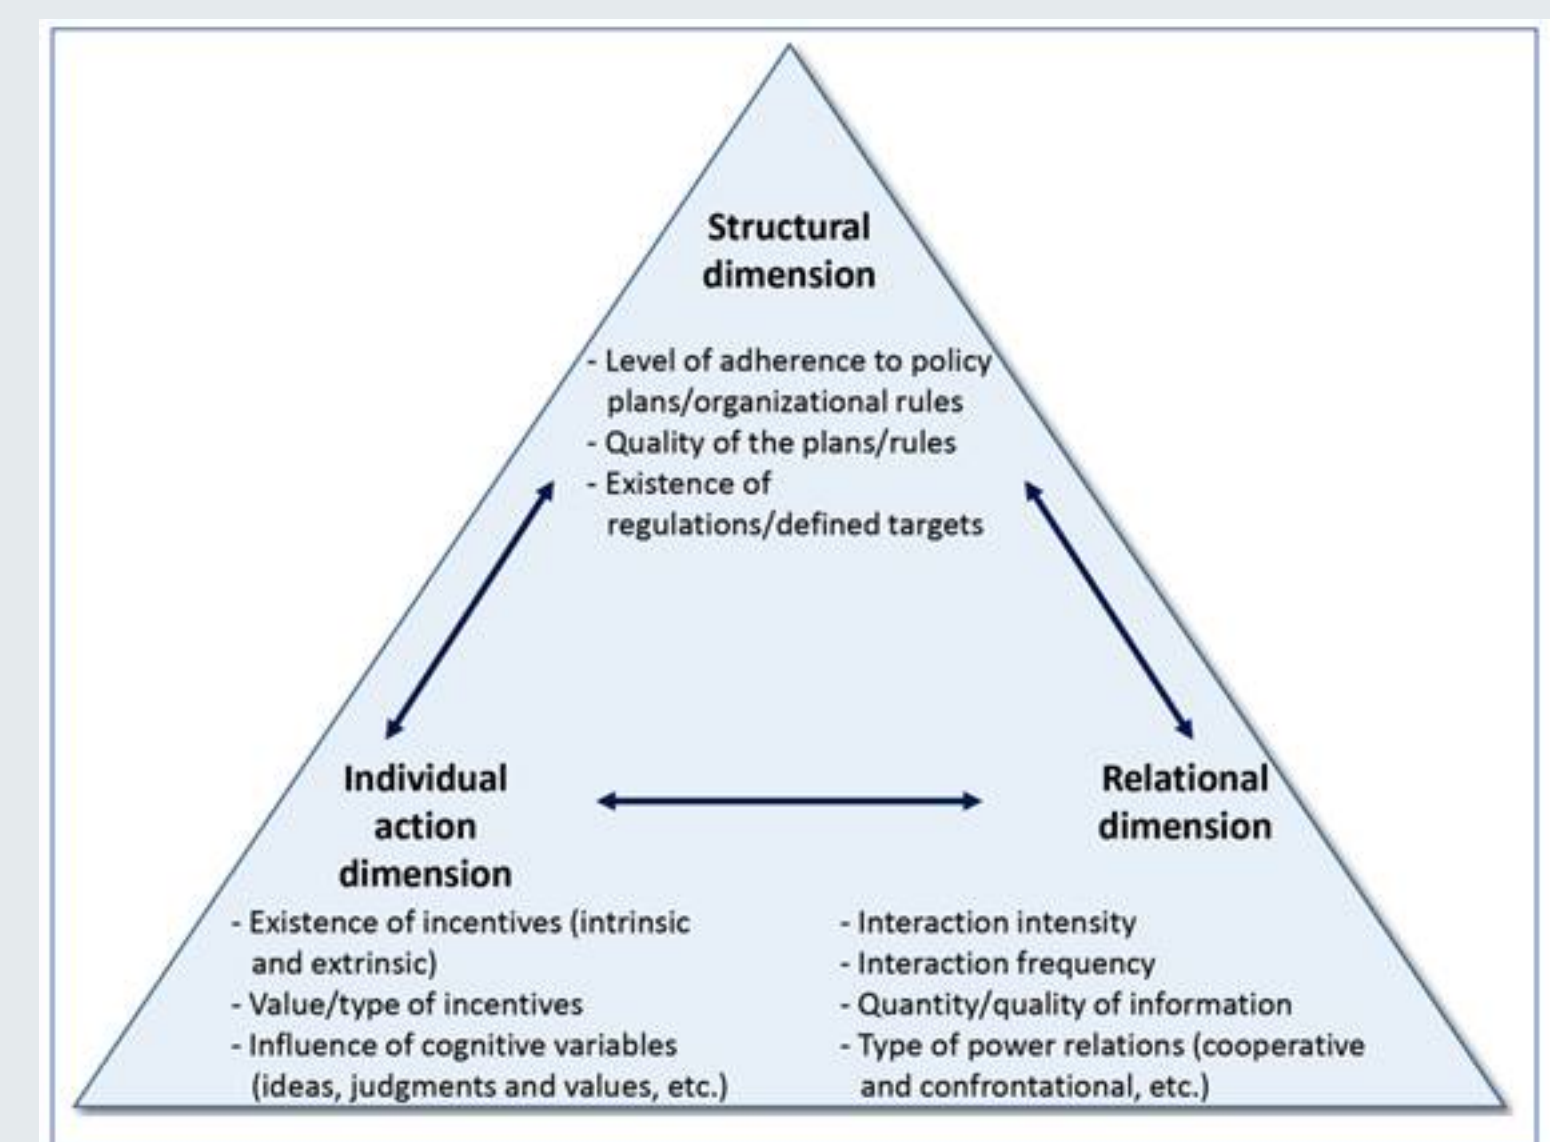 Structural
dimension
- Level of adherence to policy
plans/organizational rules
- Quality of the plans/rules
- Existence of
regulations/defined targets
Individual
action
dimension
- Existence of incentives (intrinsic
and extrinsic)
- Value/type of incentives
- Influence of cognitive variables
(ideas, judgments and values, etc.)
Relational
dimension
- Interaction intensity
- Interaction frequency
- Quantity/quality of information
- Type of power relations (cooperative
and confrontational, etc.)